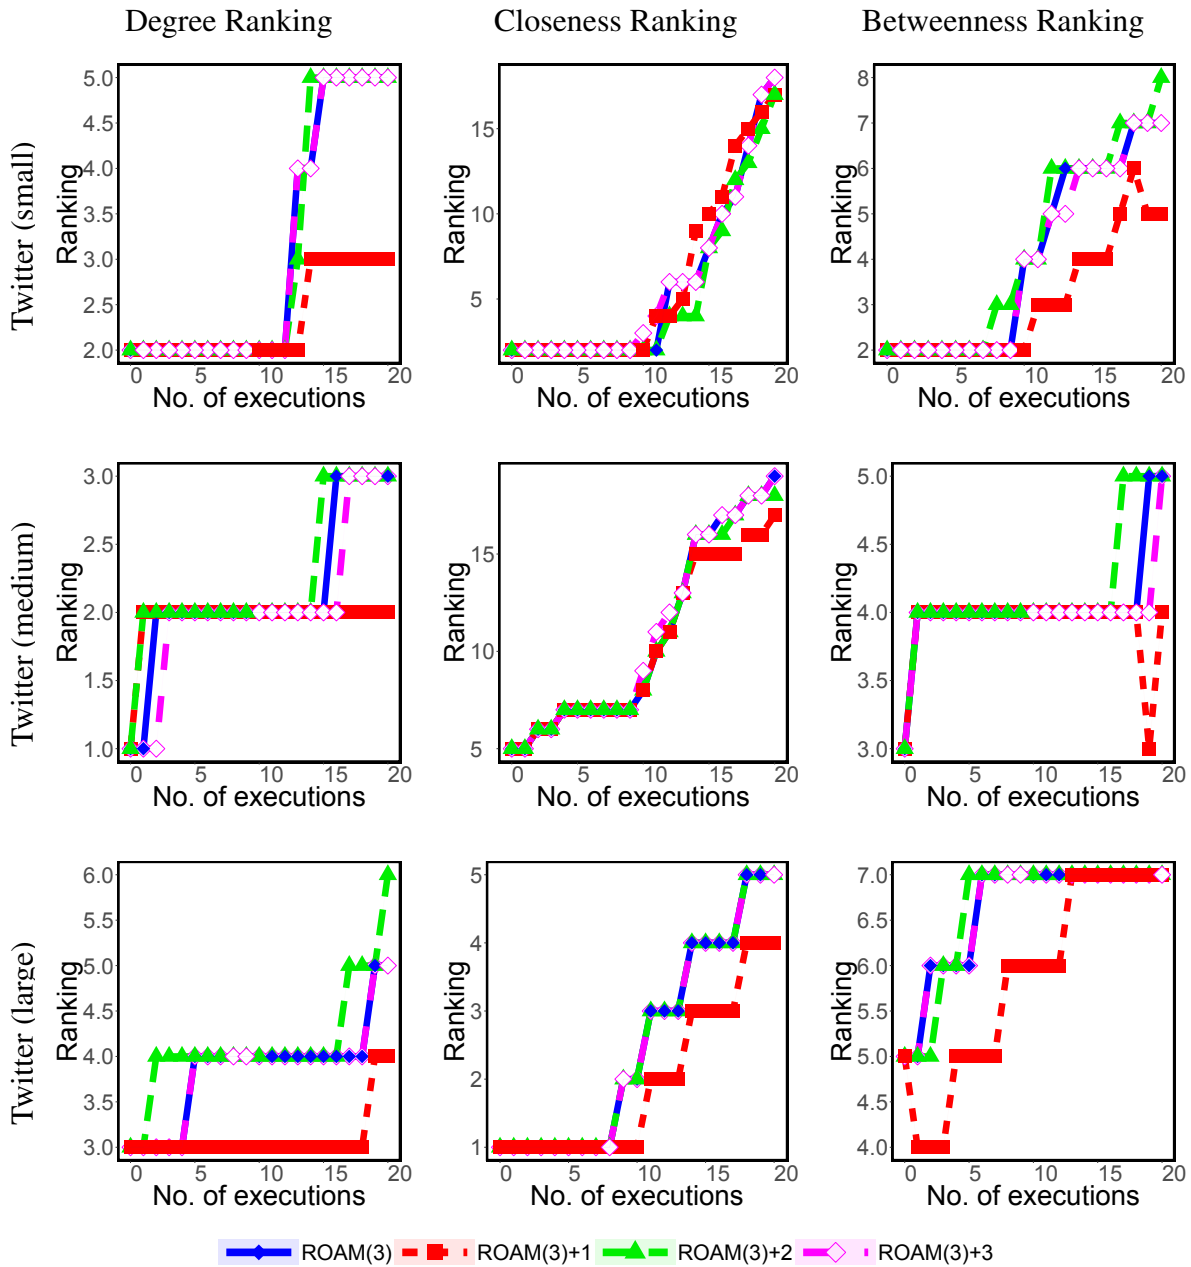 Degree Ranking
Closeness Ranking
Betweenness Ranking
Twitter (small)
Ranking
5.0
4.5
4.0
3.5
3.0
2.5
2.0
0 5 10 15 20
No. of executions
Ranking
15
10
5
0 5 10 15 20
No. of executions
Ranking
8
7
6
5
4
3
2
0 5 10 15 20
No. of executions
Twitter (medium)
Ranking
3.0
2.5
2.0
1.5
1.0
0 5 10 15 20
No. of executions
Ranking
15
10
5
0 5 10 15 20
No. of executions
Ranking
5.0
4.5
4.0
3.5
3.0
0 5 10 15 20
No. of executions
Twitter (large)
Ranking
6.0
5.5
5.0
4.5
4.0
3.5
3.0
0 5 10 15 20
No. of executions
Ranking
5
4
3
2
1
0 5 10 15 20
No. of executions
Ranking
7.0
6.5
6.0
5.5
5.0
4.5
4.0
0 5 10 15 20
No. of executions
ROAM(3) ROAM(3)+1 ROAM(3)+2 ROAM(3)+3